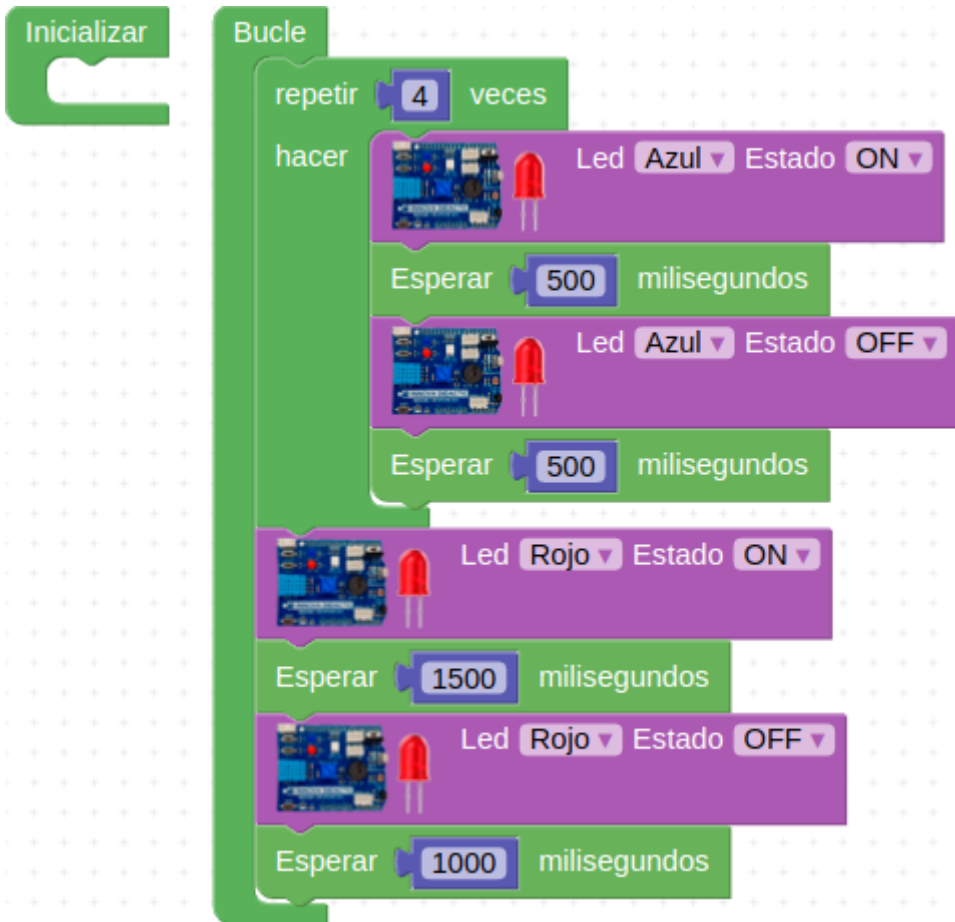 Inicializar
Bucle
repetir 4 veces
hacer
Led Azul Estado ON
Esperar 500 milisegundos
Led Azul Estado OFF
Esperar 500 milisegundos
Led Rojo Estado ON
Esperar 1500 milisegundos
Led Rojo Estado OFF
Esperar 1000 milisegundos